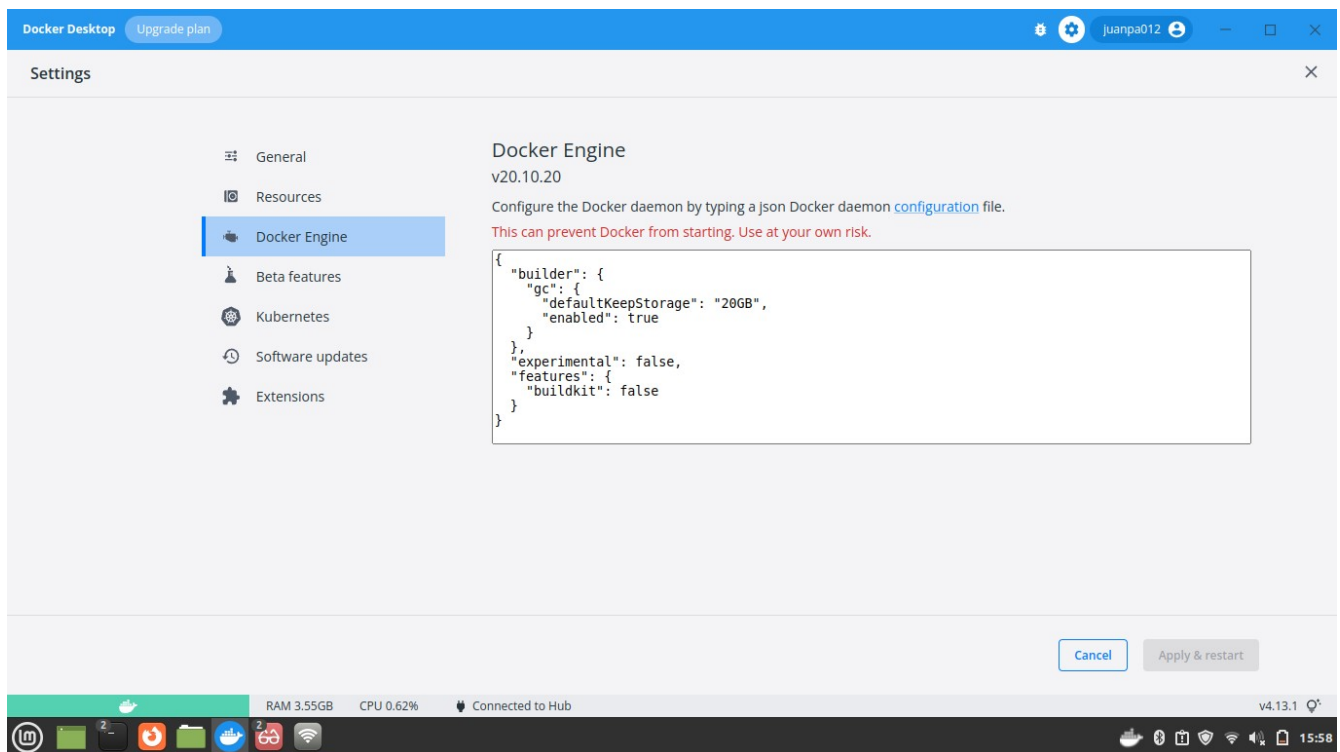 Docker Desktop Upgrade plan juanpa012
Settings
General
Resources
Docker Engine
Beta features
Kubernetes
Software updates
Extensions
Docker Engine
v20.10.20
Configure the Docker daemon by typing a json Docker daemon configuration file.
This can prevent Docker from starting. Use at your own risk.
{
  "builder": {
    "gc": {
      "defaultKeepStorage": "20GB",
      "enabled": true
    }
  },
  "experimental": false,
  "features": {
    "buildkit": false
  }
}
Cancel Apply & restart
RAM 3.55GB CPU 0.62% Connected to Hub v4.13.1
2 2 15:58